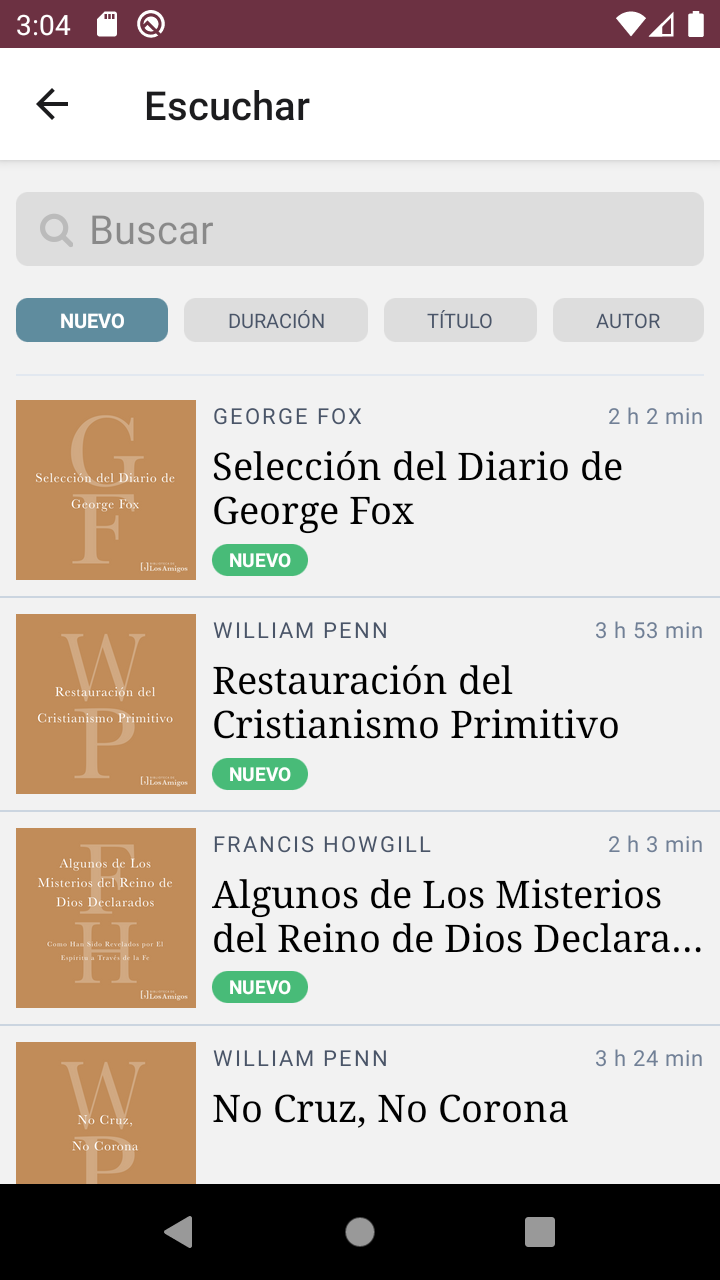 3:04
Escuchar
Buscar
NUEVO
DURACIÓN
TÍTULO
AUTOR
GF
Selección del Diario de
George Fox
Los Amigos
GEORGE FOX
2 h 2 min
Selección del Diario de
George Fox
NUEVO
WP
Restauración del
Cristianismo Primitivo
Los Amigos
WILLIAM PENN
3 h 53 min
Restauración del
Cristianismo Primitivo
NUEVO
FH
Algunos de Los
Misterios del Reino de
Dios Declarados
Como Han Sido Revelados por El
Espíritu a Través de la Fe
Los Amigos
FRANCIS HOWGILL
2 h 3 min
Algunos de Los Misterios
del Reino de Dios Declara...
NUEVO
WP
No Cruz,
No Corona
WILLIAM PENN
3 h 24 min
No Cruz, No Corona